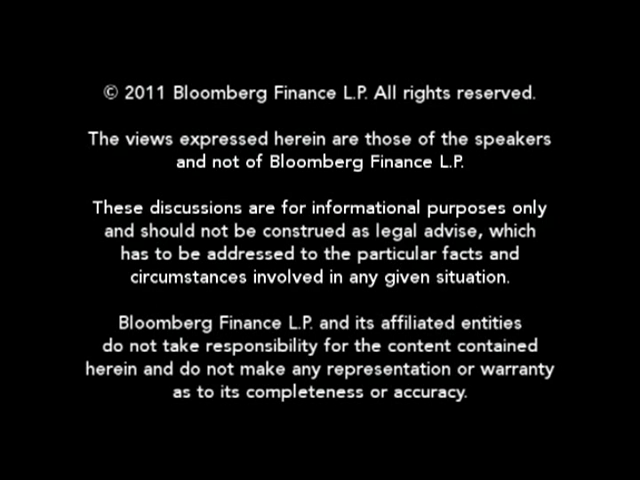 © 2011 Bloomberg Finance L.P. All rights reserved.
The views expressed herein are those of the speakers
and not of Bloomberg Finance L.P.
These discussions are for informational purposes only
and should not be construed as legal advise, which
has to be addressed to the particular facts and
circumstances involved in any given situation.
Bloomberg Finance L.P. and its affiliated entities
do not take responsibility for the content contained
herein and do not make any representation or warranty
as to its completeness or accuracy.